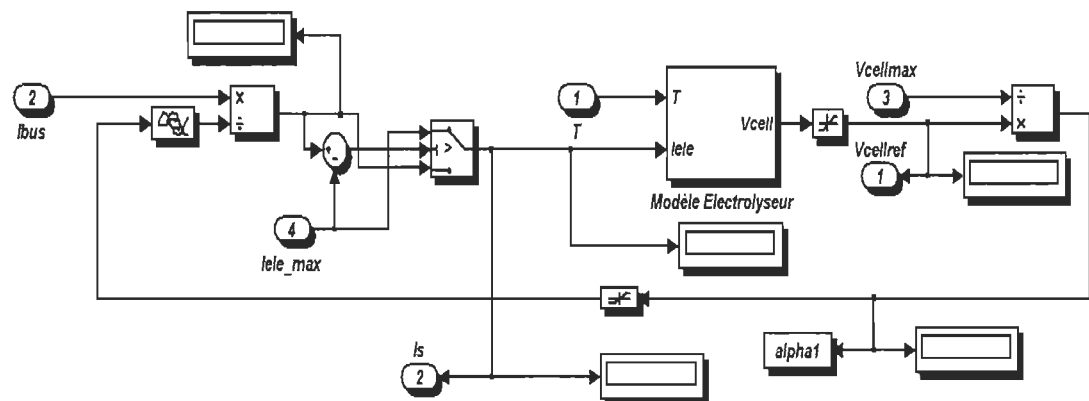 2
Ibus
×
÷
+
-
>
4
Iele_max
1
T
T
Iele
Vcell
Modèle Electrolyseur
Vcellmax
3
÷
×
Vcellref
1
alpha1
Is
2